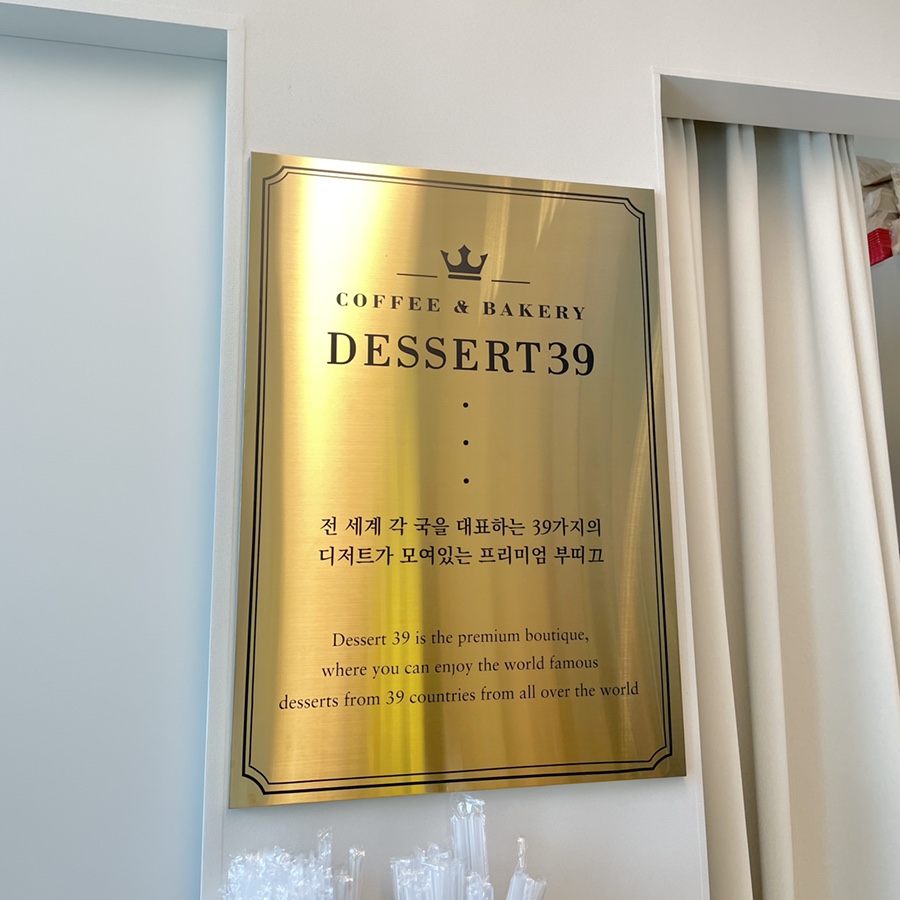 COFFEE & BAKERY
DESSERT39
전 세계 각 국을 대표하는 39가지의
디저트가 모여있는 프리미엄 부띠끄
Dessert 39 is the premium boutique,
where you can enjoy the world famous
desserts from 39 countries from all over the world